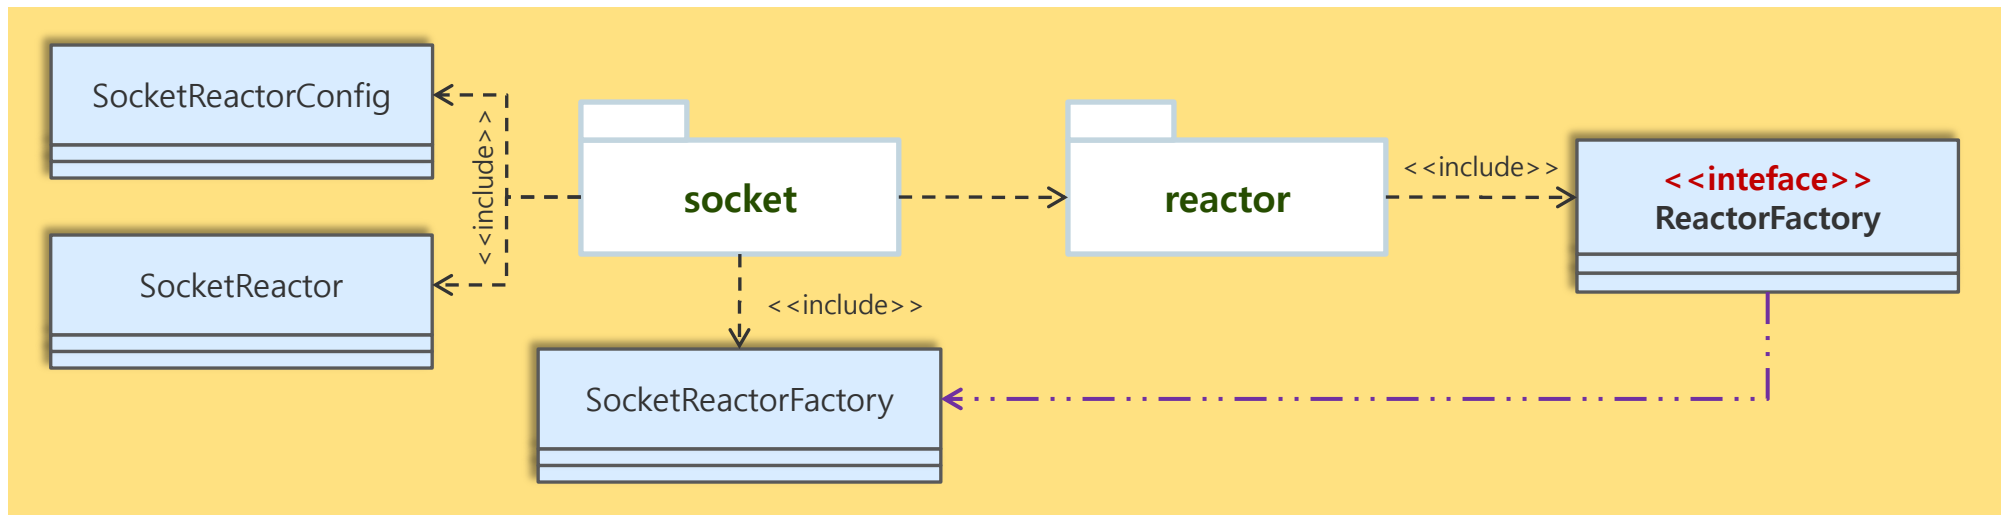 SocketReactorConfig
<<include>>
SocketReactor
socket
<<include>>
SocketReactorFactory
reactor
<<include>>
<<inteface>>
ReactorFactory